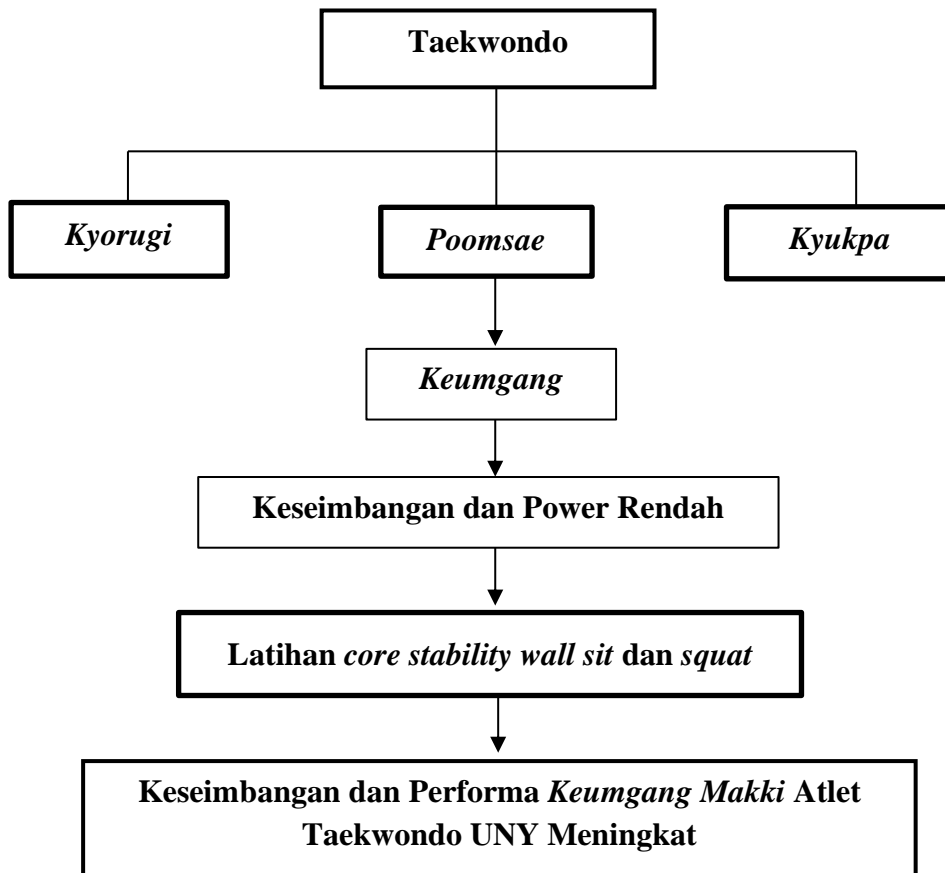 Taekwondo
Kyorugi
Poomsae
Kyukpa
Keumgang
Keseimbangan dan Power Rendah
Latihan core stability wall sit dan squat
Keseimbangan dan Performa Keumgang Makki Atlet
Taekwondo UNY Meningkat